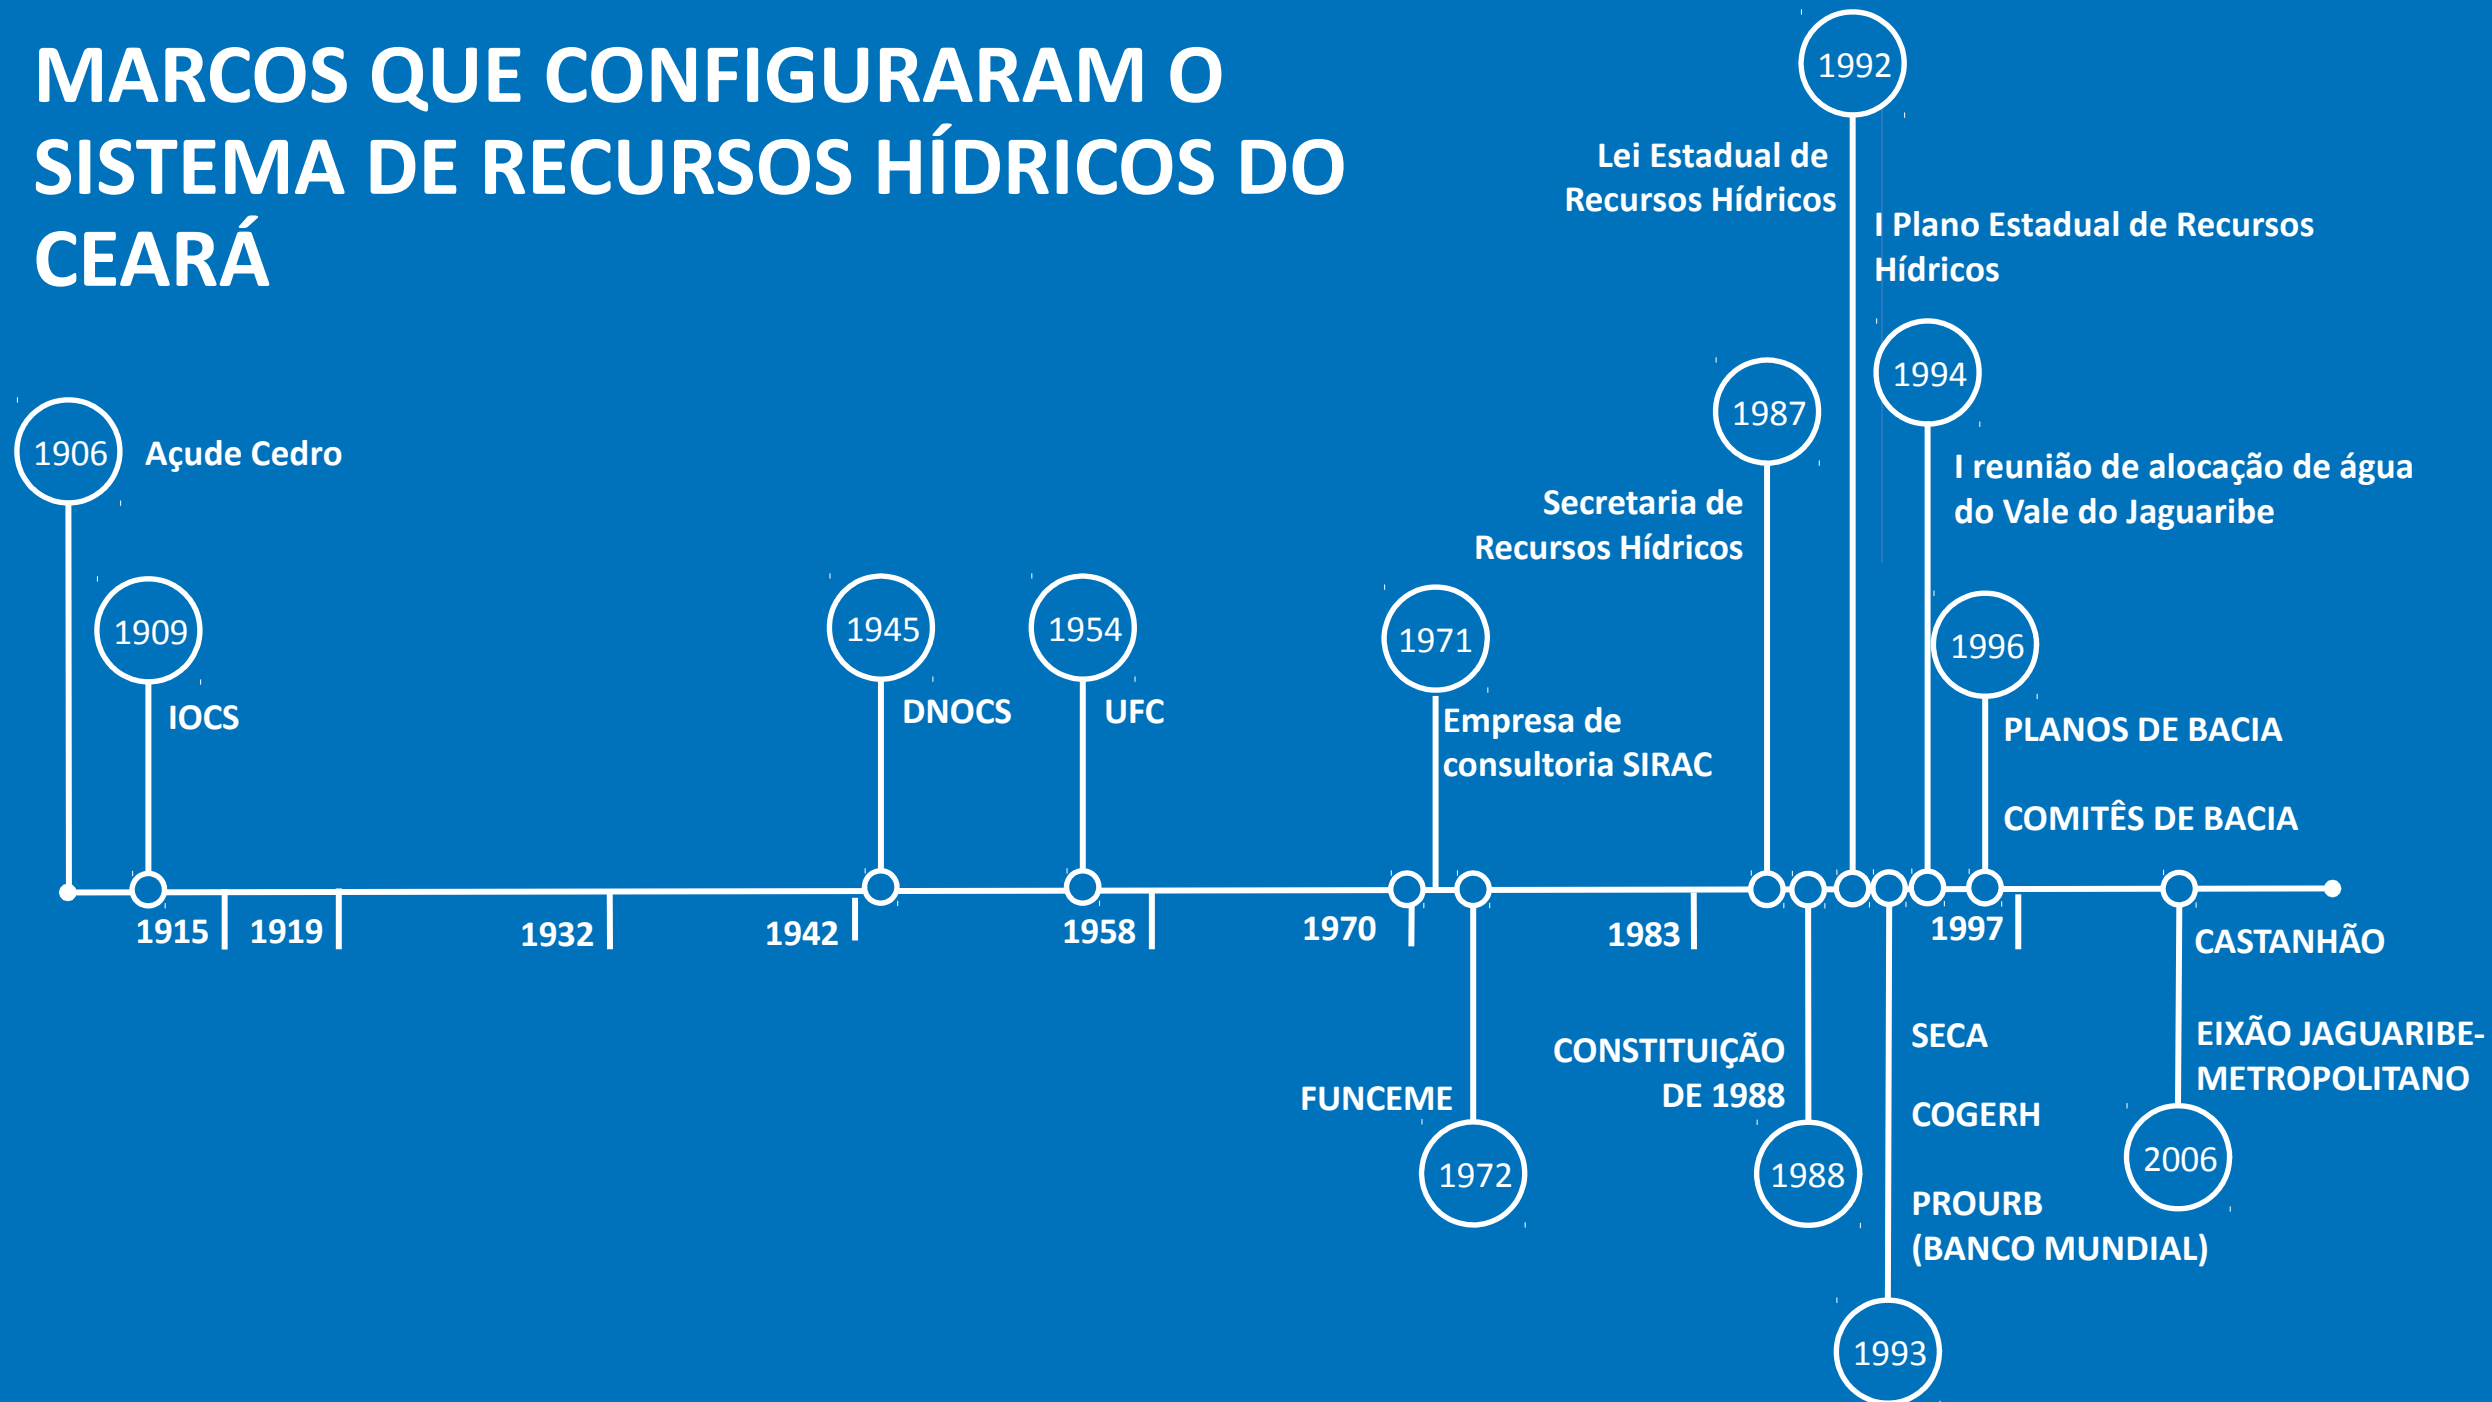 MARCOS QUE CONFIGURARAM O
SISTEMA DE RECURSOS HÍDRICOS DO
CEARÁ
1992
Lei Estadual de
Recursos Hídricos
I Plano Estadual de Recursos
Hídricos
1994
I reunião de alocação de água
do Vale do Jaguaribe
1987
Secretaria de
Recursos Hídricos
1906
Açude Cedro
1909
IOCS
1945
DNOCS
1954
UFC
1971
Empresa de
consultoria SIRAC
1996
PLANOS DE BACIA
COMITÊS DE BACIA
1915
1919
1932
1942
1958
1970
1983
1997
FUNCEME
1972
CONSTITUIÇÃO
DE 1988
1988
SECA
COGERH
PROURB
(BANCO MUNDIAL)
1993
CASTANHÃO
EIXÃO JAGUARIBE-
METROPOLITANO
2006